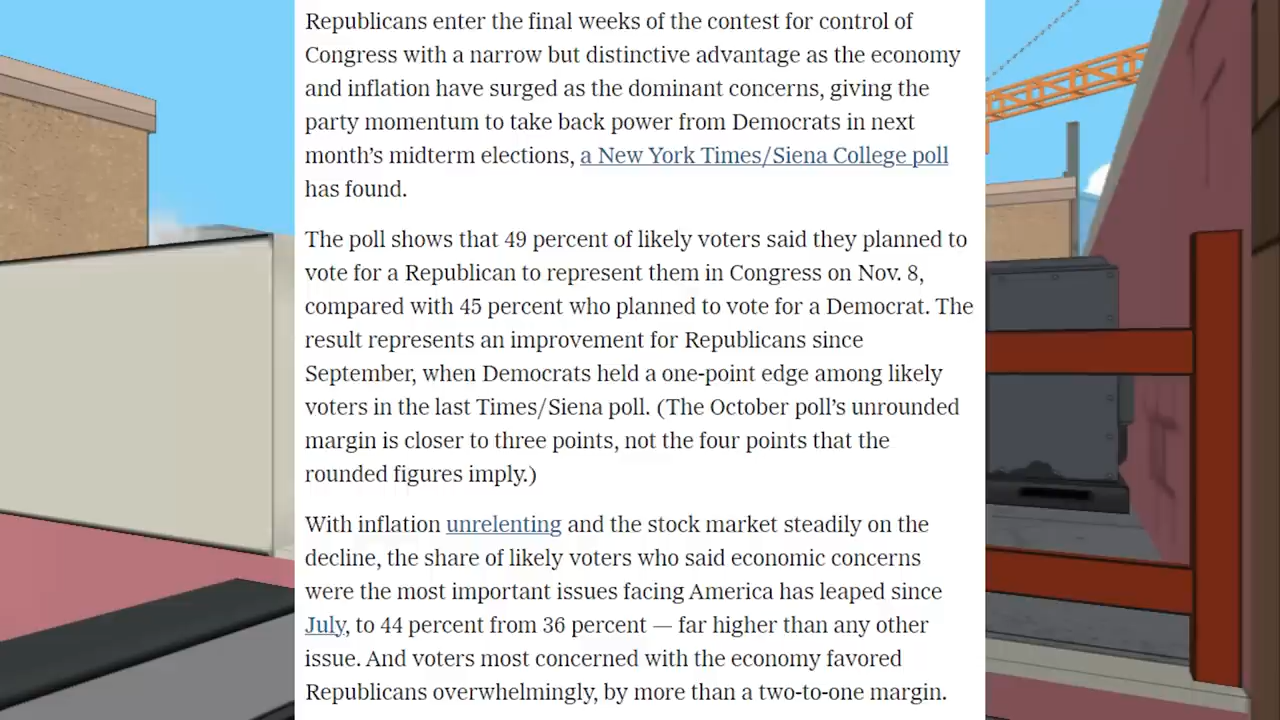 Republicans enter the final weeks of the contest for control of
Congress with a narrow but distinctive advantage as the economy
and inflation have surged as the dominant concerns, giving the
party momentum to take back power from Democrats in next
month’s midterm elections, a New York Times/Siena College poll
has found.
The poll shows that 49 percent of likely voters said they planned to
vote for a Republican to represent them in Congress on Nov. 8,
compared with 45 percent who planned to vote for a Democrat. The
result represents an improvement for Republicans since
September, when Democrats held a one-point edge among likely
voters in the last Times/Siena poll. (The October poll’s unrounded
margin is closer to three points, not the four points that the
rounded figures imply.)
With inflation unrelenting and the stock market steadily on the
decline, the share of likely voters who said economic concerns
were the most important issues facing America has leaped since
July, to 44 percent from 36 percent — far higher than any other
issue. And voters most concerned with the economy favored
Republicans overwhelmingly, by more than a two-to-one margin.